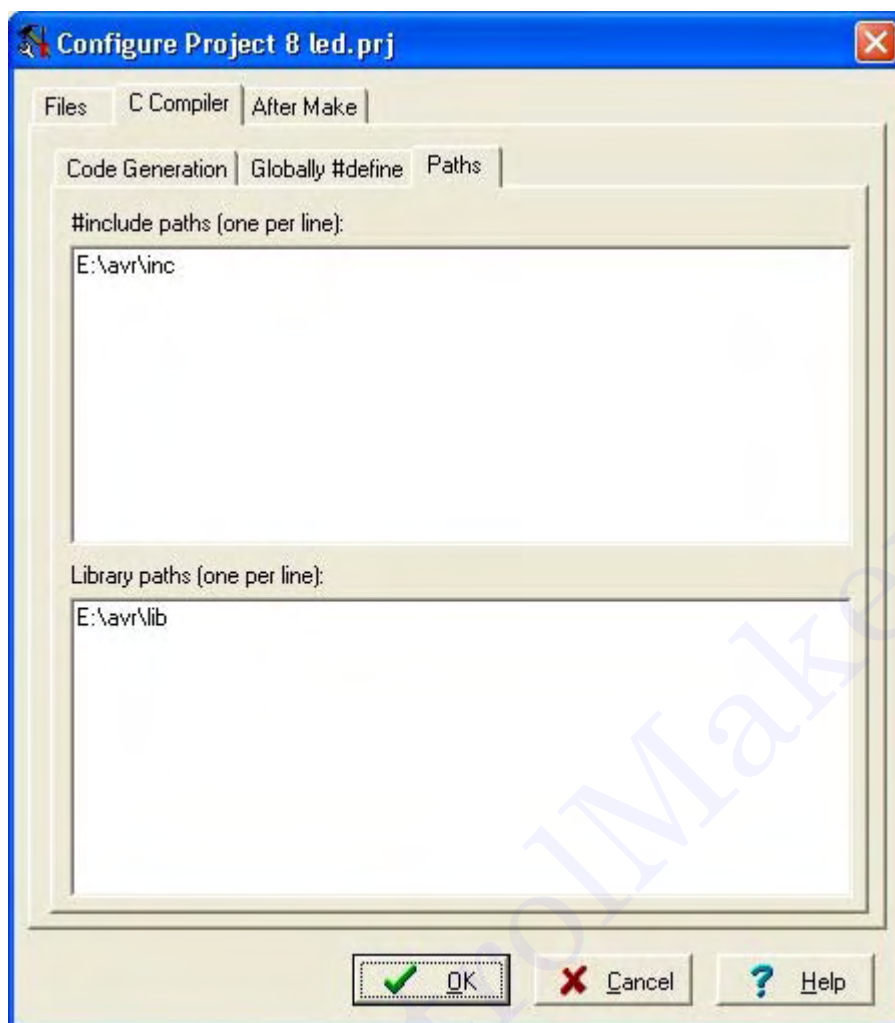 Configure Project 8 led.prj
Files C Compiler After Make
Code Generation Globally #define Paths
#include paths (one per line):
E:\avr\inc
Library paths (one per line):
E:\avr\lib
OK Cancel ? Help